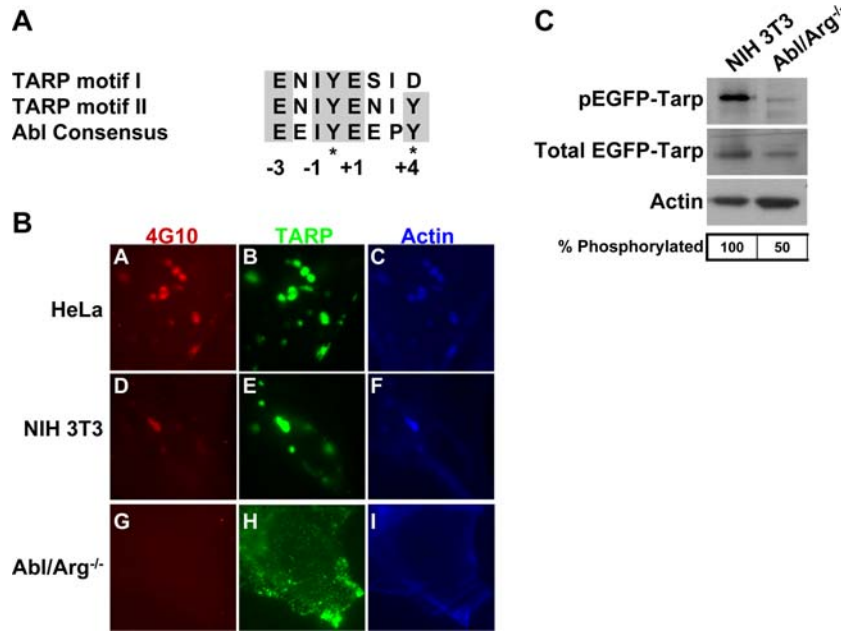 A
TARP motif I E N I Y E S I D
TARP motif II E N I Y E N I Y
Abl Consensus E E I Y E E P Y
* *
-3 -1 +1 +4
B
4G10 TARP Actin
HeLa A B C
NIH 3T3 D E F
Abl/Arg-/- G H I
C
NIH 3T3 Abl/Arg-/-
pEGFP-Tarp
Total EGFP-Tarp
Actin
% Phosphorylated 100 50